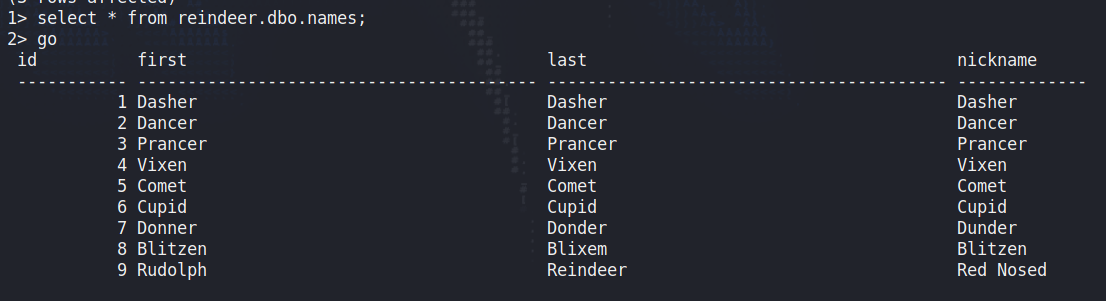 (3 rows affected)
1> select * from reindeer.dbo.names;
2> go
id first last nickname
----------- ---------------------------------------- ---------------------------------------- -------------
1 Dasher Dasher Dasher
2 Dancer Dancer Dancer
3 Prancer Prancer Prancer
4 Vixen Vixen Vixen
5 Comet Comet Comet
6 Cupid Cupid Cupid
7 Donner Donder Dunder
8 Blitzen Blixem Blitzen
9 Rudolph Reindeer Red Nosed